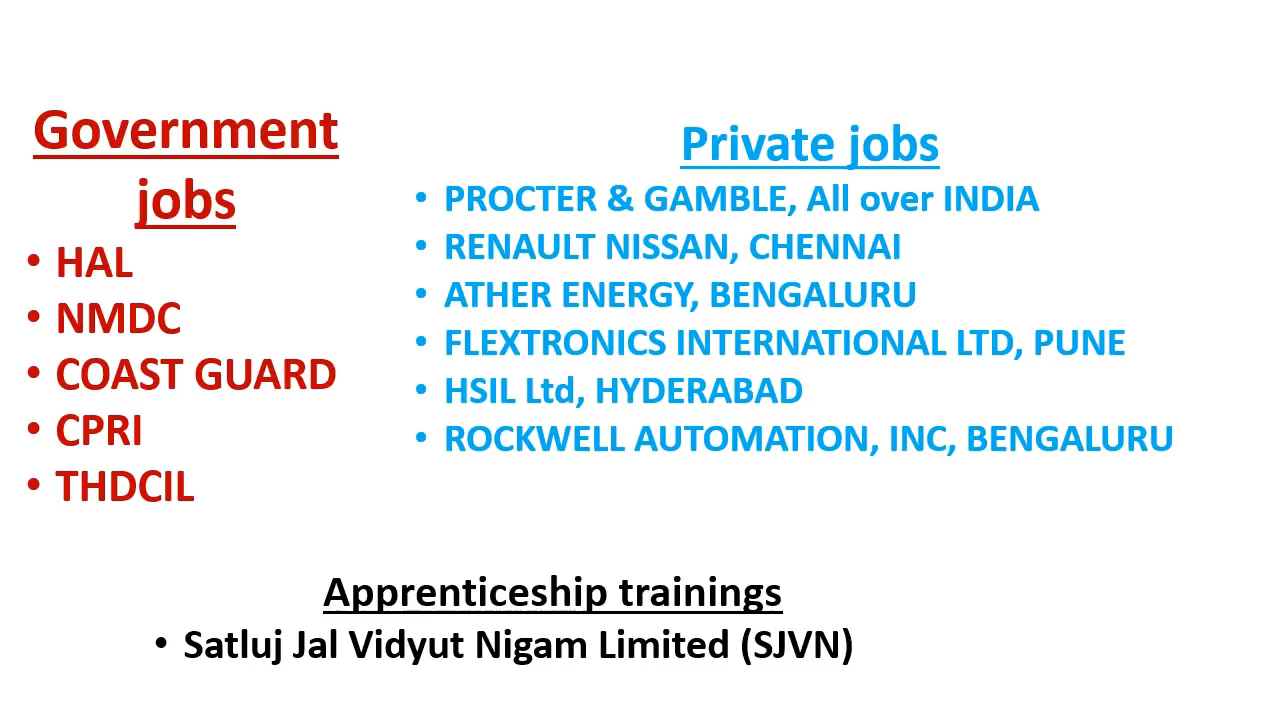 Government
jobs
• HAL
• NMDC
• COAST GUARD
• CPRI
• THDCIL
Private jobs
• PROCTER & GAMBLE, All over INDIA
• RENAULT NISSAN, CHENNAI
• ATHER ENERGY, BENGALURU
• FLEXTRONICS INTERNATIONAL LTD, PUNE
• HSIL Ltd, HYDERABAD
• ROCKWELL AUTOMATION, INC, BENGALURU
Apprenticeship trainings
• Satluj Jal Vidyut Nigam Limited (SJVN)